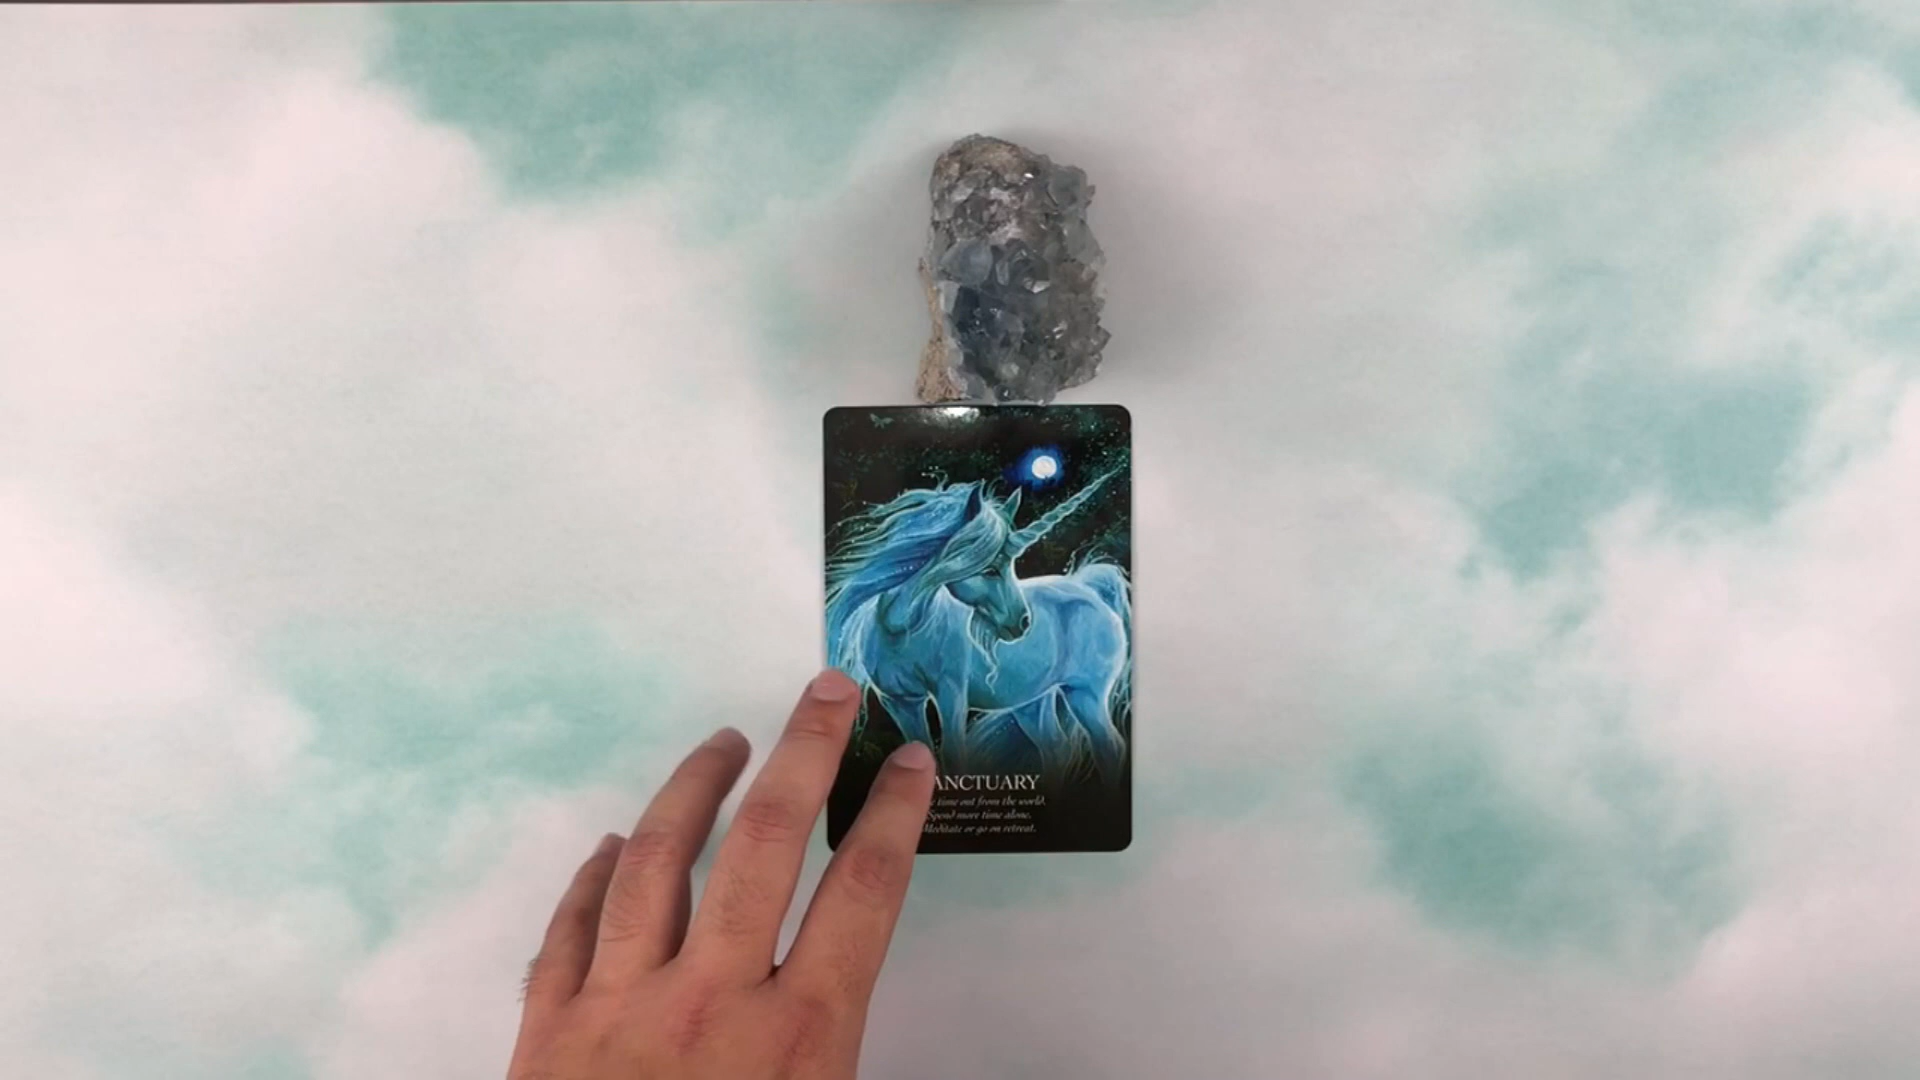 ANCTUARY
e time out from the world.
Spend more time alone.
Meditate or go on retreat.